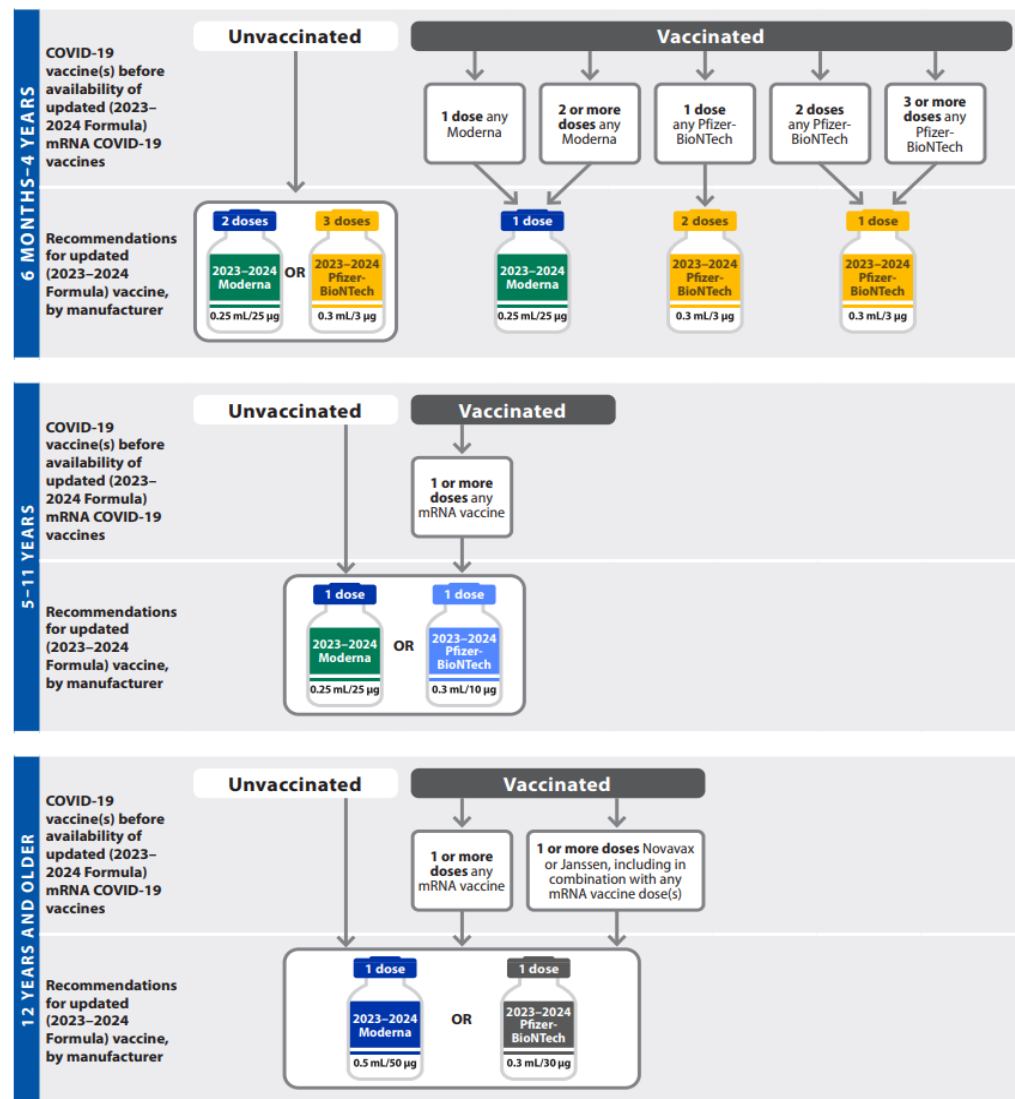 6 MONTHS–4 YEARS
COVID-19
vaccine(s) before
availability of
updated (2023–
2024 Formula)
mRNA COVID-19
vaccines
Unvaccinated
Vaccinated
1 dose any
Moderna
2 or more
doses any
Moderna
1 dose
any Pfizer-
BioNTech
2 doses
any Pfizer-
BioNTech
3 or more
doses any
Pfizer-
BioNTech
Recommendations
for updated
(2023–2024
Formula) vaccine,
by manufacturer
2 doses
2023–2024
Moderna
0.25 mL/25 µg
OR
3 doses
2023–2024
Pfizer-
BioNTech
0.3 mL/3 µg
1 dose
2023–2024
Moderna
0.25 mL/25 µg
2 doses
2023–2024
Pfizer-
BioNTech
0.3 mL/3 µg
1 dose
2023–2024
Pfizer-
BioNTech
0.3 mL/3 µg
5–11 YEARS
COVID-19
vaccine(s) before
availability of
updated (2023–
2024 Formula)
mRNA COVID-19
vaccines
Unvaccinated
Vaccinated
1 or more
doses any
mRNA vaccine
Recommendations
for updated
(2023–2024
Formula) vaccine,
by manufacturer
1 dose
2023–2024
Moderna
0.25 mL/25 µg
OR
1 dose
2023–2024
Pfizer-
BioNTech
0.3 mL/10 µg
12 YEARS AND OLDER
COVID-19
vaccine(s) before
availability of
updated (2023–
2024 Formula)
mRNA COVID-19
vaccines
Unvaccinated
Vaccinated
1 or more
doses any
mRNA vaccine
1 or more doses Novavax
or Janssen, including in
combination with any
mRNA vaccine dose(s)
Recommendations
for updated
(2023–2024
Formula) vaccine,
by manufacturer
1 dose
2023–2024
Moderna
0.5 mL/50 µg
OR
1 dose
2023–2024
Pfizer-
BioNTech
0.3 mL/30 µg